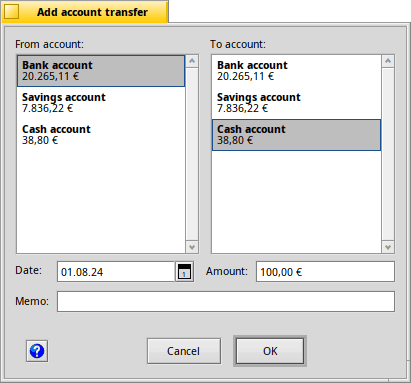 Add account transfer
From account:
Bank account
20.265,11 €
Savings account
7.836,22 €
Cash account
38,80 €
To account:
Bank account
20.265,11 €
Savings account
7.836,22 €
Cash account
38,80 €
Date: 01.08.24 1 Amount: 100,00 €
Memo:
? Cancel OK